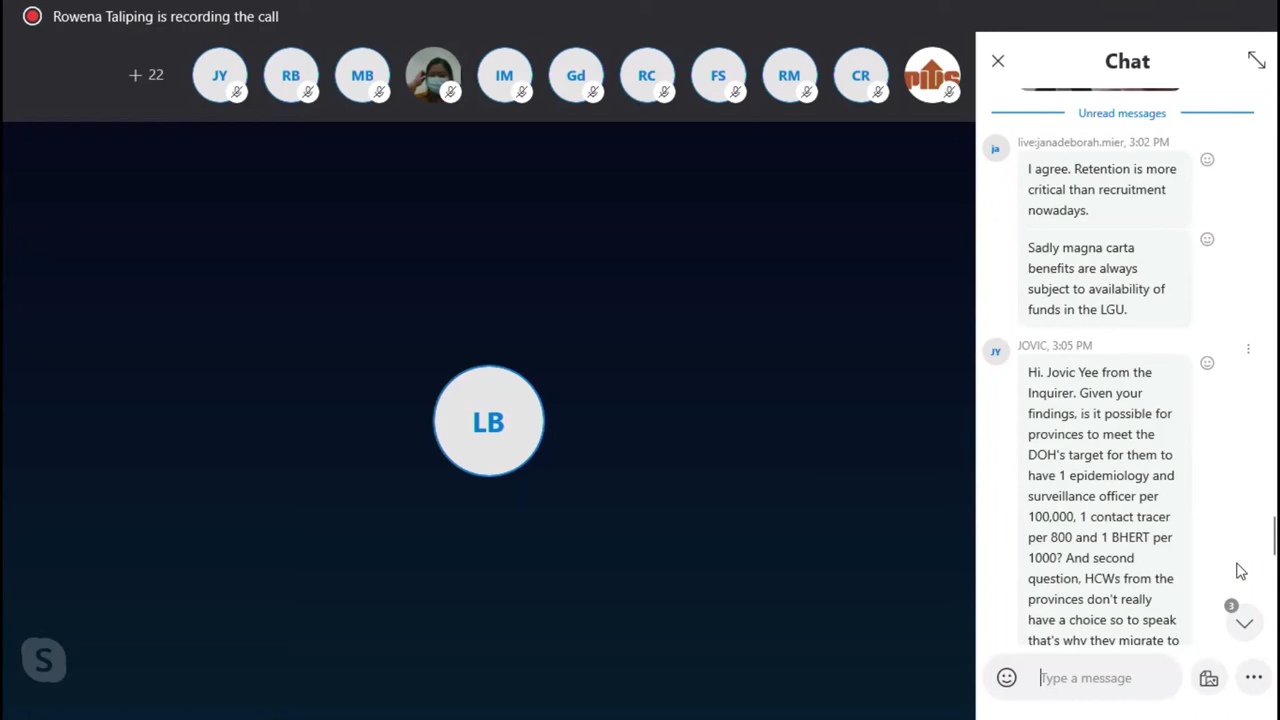 Rowena Taliping is recording the call
+ 22
JY
RB
MB
IM
Gd
RC
FS
RM
CR
PIDS
LB
S
Chat
Unread messages
ja
live:janadeborah.mier, 3:02 PM
I agree. Retention is more
critical than recruitment
nowadays.
Sadly magna carta
benefits are always
subject to availability of
funds in the LGU.
JY
JOVIC, 3:05 PM
Hi. Jovic Yee from the
Inquirer. Given your
findings, is it possible for
provinces to meet the
DOH's target for them to
have 1 epidemiology and
surveillance officer per
100,000, 1 contact tracer
per 800 and 1 BHERT per
1000? And second
question, HCWs from the
provinces don't really
have a choice so to speak
that's why they migrate to
3
Type a message